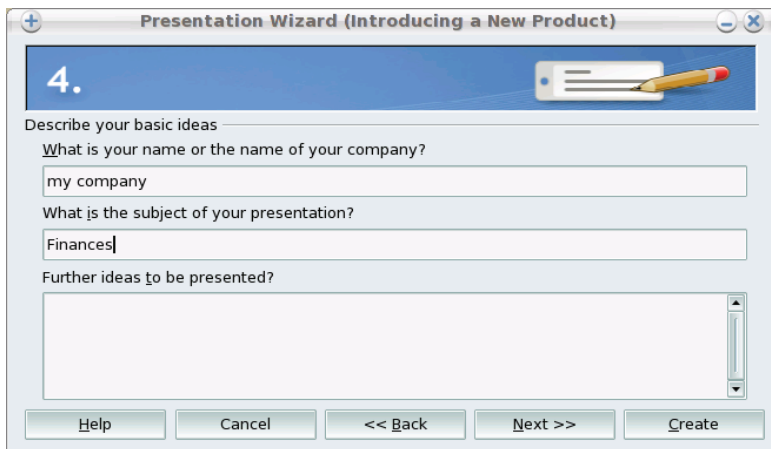 Presentation Wizard (Introducing a New Product)
4.
Describe your basic ideas
What is your name or the name of your company?
my company
What is the subject of your presentation?
Finances
Further ideas to be presented?
Help Cancel << Back Next >> Create